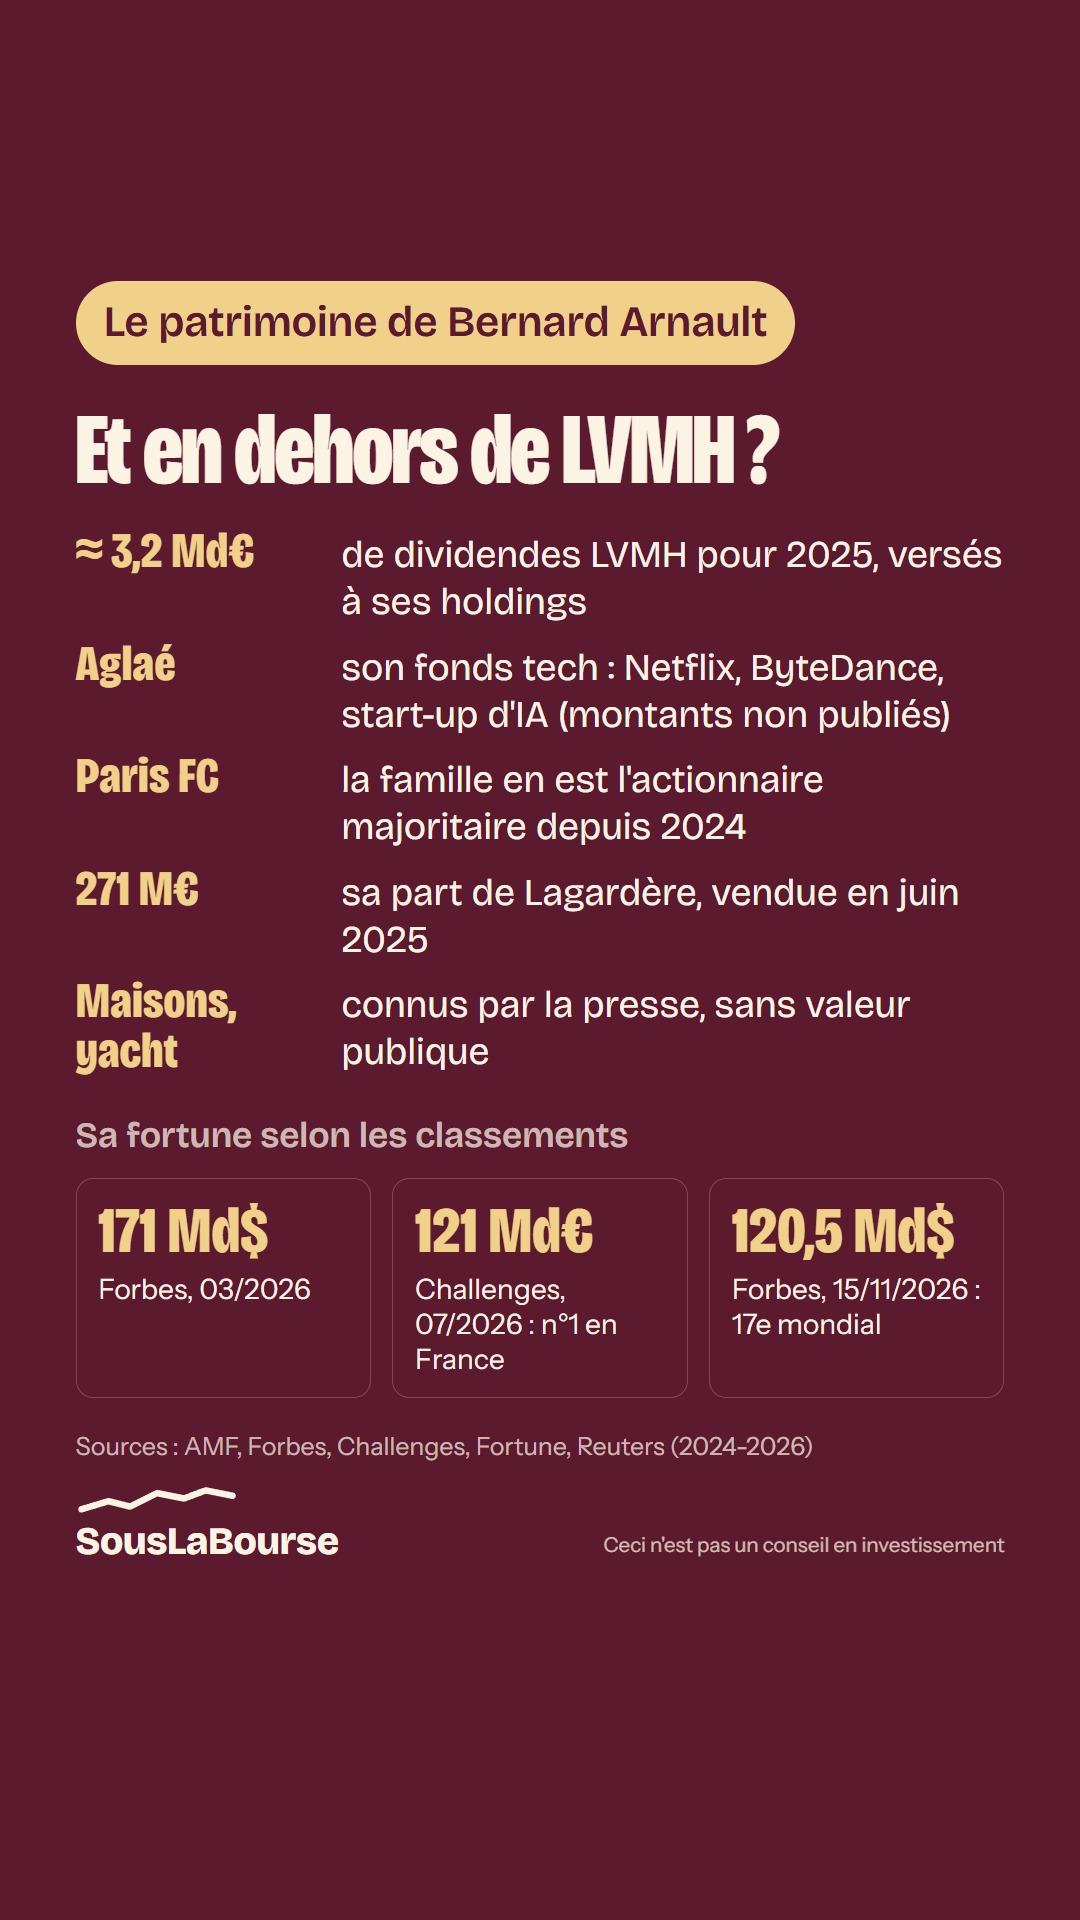 Le patrimoine de Bernard Arnault
Et en dehors de LVMH ?
≈ 3,2 Md€
de dividendes LVMH pour 2025, versés
à ses holdings
Aglaé
son fonds tech : Netflix, ByteDance,
start-up d'IA (montants non publiés)
Paris FC
la famille en est l'actionnaire
majoritaire depuis 2024
271 M€
sa part de Lagardère, vendue en juin
2025
Maisons,
yacht
connus par la presse, sans valeur
publique
Sa fortune selon les classements
171 Md$
Forbes, 03/2026
121 Md€
Challenges,
07/2026 : n°1 en
France
120,5 Md$
Forbes, 15/11/2026 :
17e mondial
Sources : AMF, Forbes, Challenges, Fortune, Reuters (2024-2026)
SousLaBourse
Ceci n'est pas un conseil en investissement